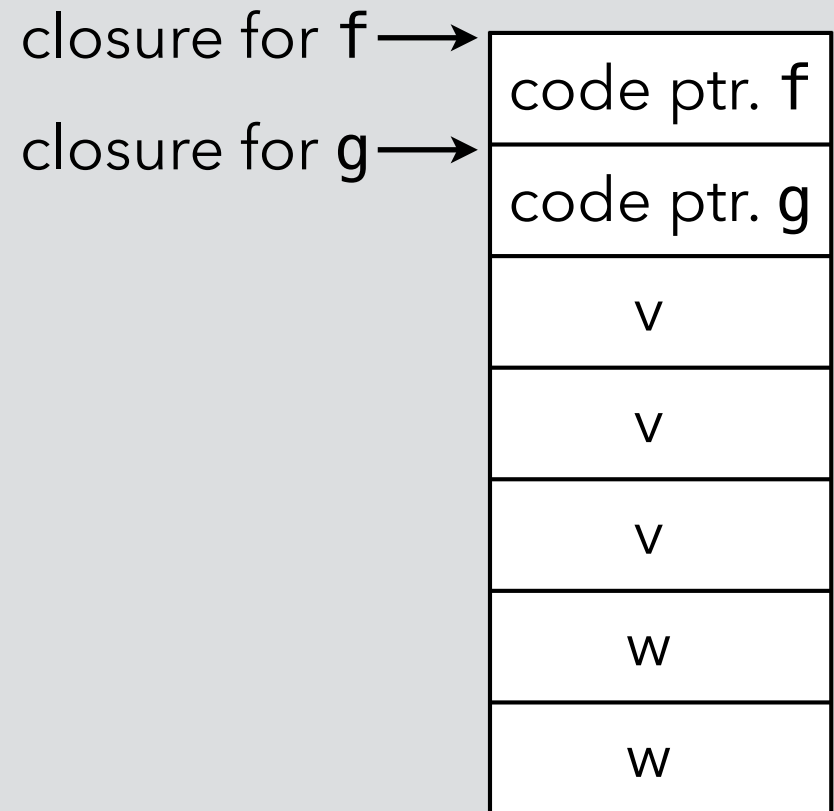 closure for f
code ptr. f
closure for g
code ptr. g
v
v
v
w
w